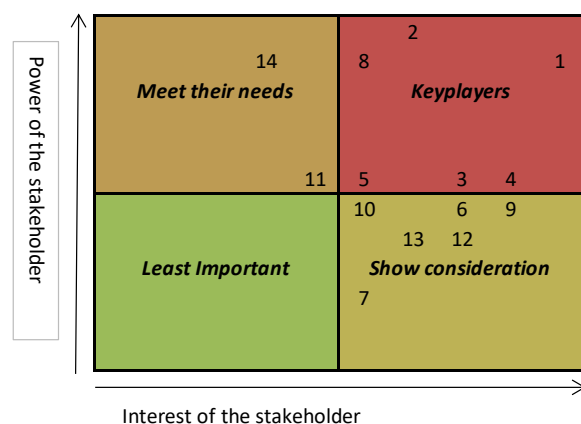 Power of the stakeholder
2
14 8 1
Meet their needs Keyplayers
11 5 3 4
10 6 9
13 12
Least Important Show consideration
7
Interest of the stakeholder